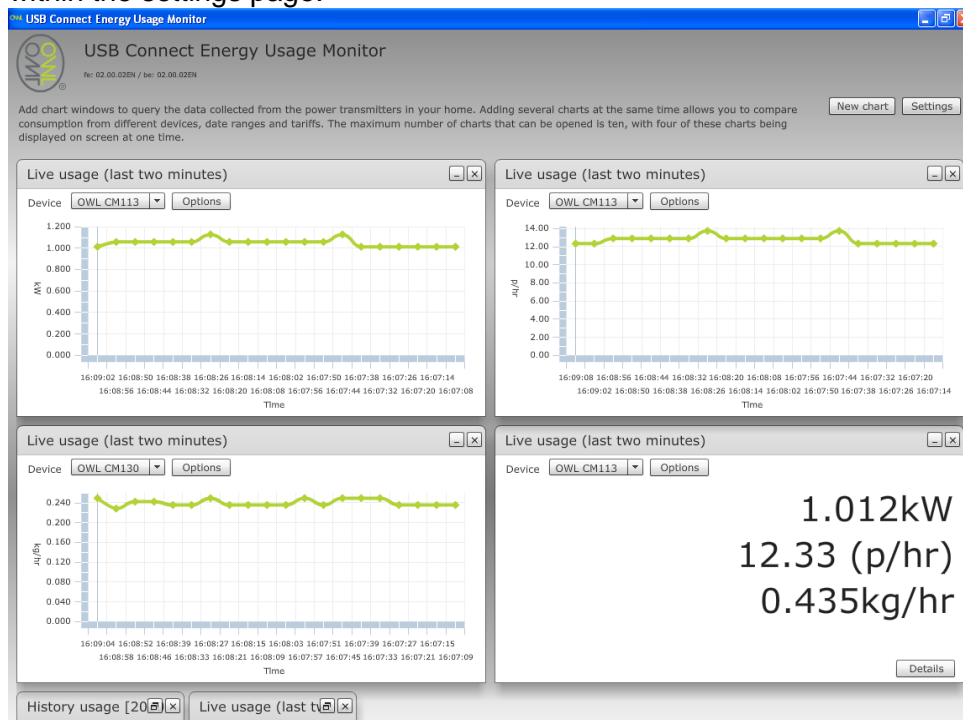 within the settings page.
OWL USB Connect Energy Usage Monitor
OWL
OWL
USB Connect Energy Usage Monitor
fe: 02.00.02EN / be: 02.00.02EN
Add chart windows to query the data collected from the power transmitters in your home. Adding several charts at the same time allows you to compare
consumption from different devices, date ranges and tariffs. The maximum number of charts that can be opened is ten, with four of these charts being
displayed on screen at one time.
New chart Settings
Live usage (last two minutes)
Device OWL CM113 Options
1.200
1.000
0.800
0.600
0.400
0.200
0.000
kW
16:09:02 16:08:50 16:08:38 16:08:26 16:08:14 16:08:02 16:07:50 16:07:38 16:07:26 16:07:14
16:08:56 16:08:44 16:08:32 16:08:20 16:08:08 16:07:56 16:07:44 16:07:32 16:07:20 16:07:08
Time
Live usage (last two minutes)
Device OWL CM113 Options
14.00
12.00
10.00
8.00
6.00
4.00
2.00
0.00
p/hr
16:09:08 16:08:56 16:08:44 16:08:32 16:08:20 16:08:08 16:07:56 16:07:44 16:07:32 16:07:20
16:09:02 16:08:50 16:08:38 16:08:26 16:08:14 16:08:02 16:07:50 16:07:38 16:07:26 16:07:14
Time
Live usage (last two minutes)
Device OWL CM130 Options
0.240
0.200
0.160
0.120
0.080
0.040
0.000
kg/hr
16:09:04 16:08:52 16:08:39 16:08:27 16:08:15 16:08:03 16:07:51 16:07:39 16:07:27 16:07:15
16:08:58 16:08:46 16:08:33 16:08:21 16:08:09 16:07:57 16:07:45 16:07:33 16:07:21 16:07:09
Time
Live usage (last two minutes)
Device OWL CM113 Options
1.012kW
12.33 (p/hr)
0.435kg/hr
Details
History usage [20
Live usage (last t